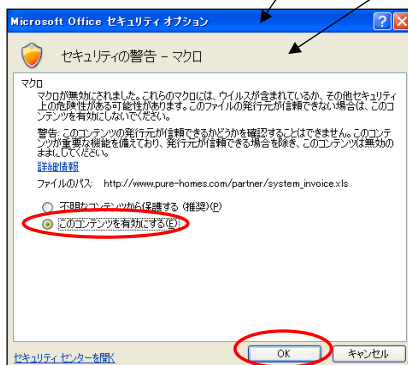 Microsoft Office セキュリティ オプション
セキュリティの警告 - マクロ
マクロ
マクロが無効にされました。これらのマクロには、ウイルスが含まれているか、その他セキュリティ
上の危険性がある可能性があります。このファイルの発行元が信頼できない場合は、このコ
ンテンツを有効にしないでください。
警告: このコンテンツの発行元が信頼できるかどうかを確認することはできません。このコンテ
ンツが重要な機能を備えており、発行元が信頼できる場合を除き、このコンテンツは無効の
ままにしてください。
詳細情報
ファイルのパス: http://www.pure-homes.com/partner/system_invoice.xls
不明なコンテンツから保護する (推奨)(P)
このコンテンツを有効にする(E)
セキュリティ センターを開く
OK
キャンセル